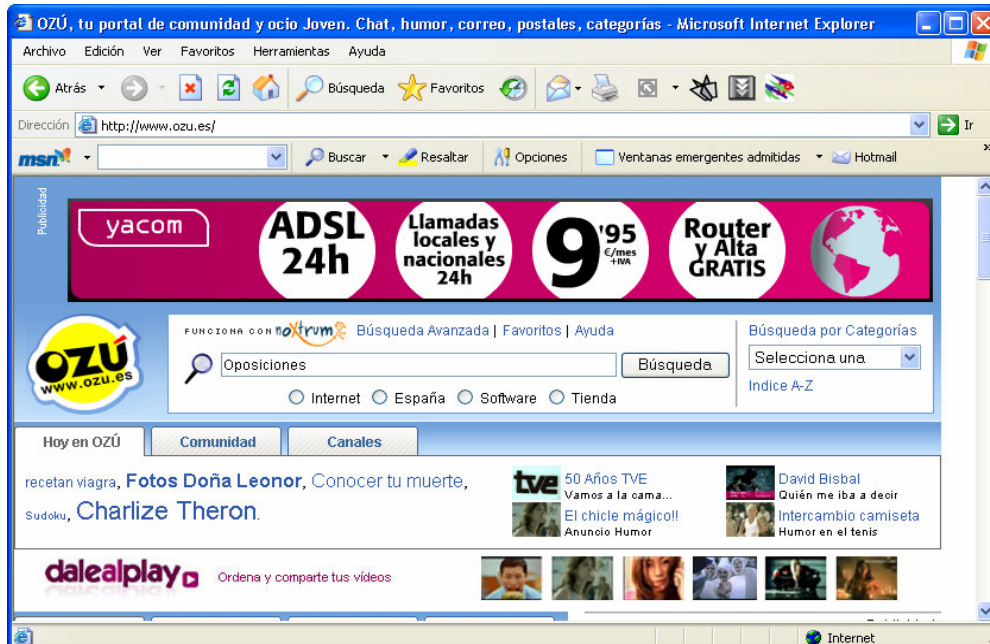 OZÚ, tu portal de comunidad y ocio Joven. Chat, humor, correo, postales, categorías - Microsoft Internet Explorer
Archivo Edición Ver Favoritos Herramientas Ayuda
Atrás Búsqueda Favoritos
Dirección http://www.ozu.es/ Ir
msn Buscar Resaltar Opciones Ventanas emergentes admitidas Hotmail »
Publicidad
yacom
ADSL
24h
Llamadas
locales y
nacionales
24h
9'95
€/mes
+IVA
Router
y Alta
GRATIS
OZÚ
www.ozu.es
FUNCIONA CON noxtrum Búsqueda Avanzada | Favoritos | Ayuda
Oposiciones Búsqueda
Internet España Software Tienda
Búsqueda por Categorías
Selecciona una
Indice A-Z
Hoy en OZÚ Comunidad Canales
recetan viagra, Fotos Doña Leonor, Conocer tu muerte,
Sudoku, Charlize Theron.
tve
50 Años TVE
Vamos a la cama...
El chicle mágico!!
Anuncio Humor
David Bisbal
Quién me iba a decir
Intercambio camiseta
Humor en el tenis
dalealplay Ordena y comparte tus vídeos
Internet